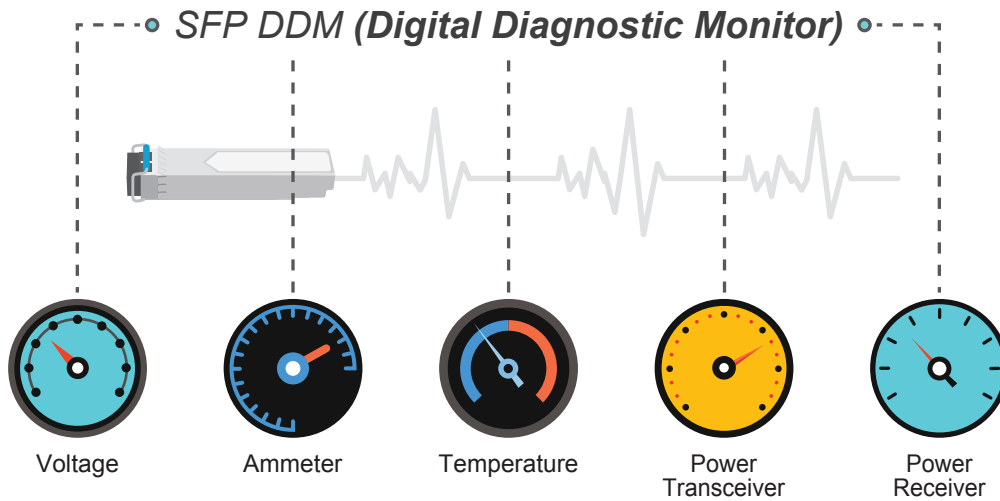 SFP DDM (Digital Diagnostic Monitor)
Voltage
Ammeter
Temperature
Power
Transceiver
Power
Receiver